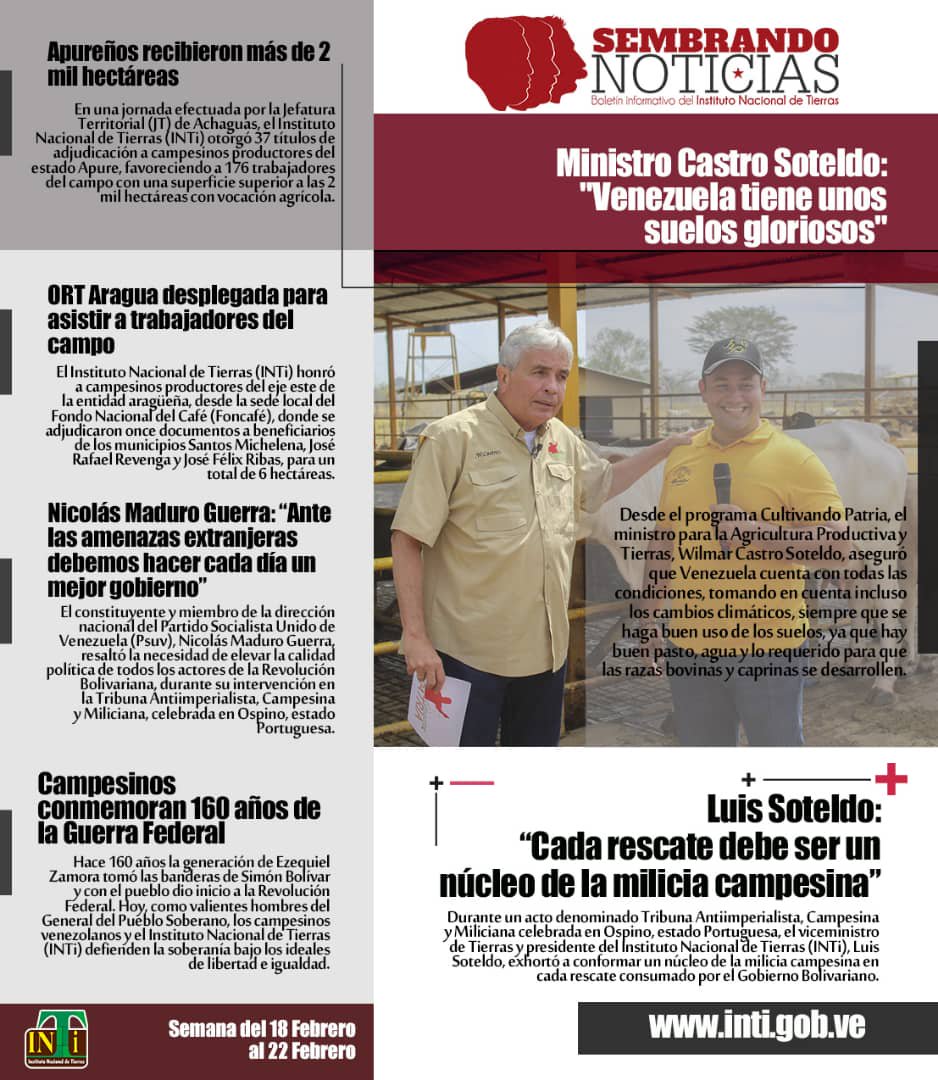 SEMBRANDO
NOTICIAS
Boletín Informativo del Instituto Nacional de Tierras
Apureños recibieron más de 2
mil hectáreas
En una jornada efectuada por la Jefatura
Territorial (JT) de Achaguas, el Instituto
Nacional de Tierras (INTi) otorgó 37 títulos de
adjudicación a campesinos productores del
estado Apure, favoreciendo a 176 trabajadores
del campo con una superficie superior a las 2
mil hectáreas con vocación agrícola.
ORT Aragua desplegada para
asistir a trabajadores del
campo
El Instituto Nacional de Tierras (INTi) honró
a campesinos productores del eje este de
la entidad aragüeña, desde la sede local del
Fondo Nacional del Café (Foncafé), donde se
adjudicaron once documentos a beneficiarios
de los municipios Santos Michelena, José
Rafael Revenga y José Félix Ribas, para un
total de 6 hectáreas.
Nicolás Maduro Guerra: “Ante
las amenazas extranjeras
debemos hacer cada día un
mejor gobierno”
El constituyente y miembro de la dirección
nacional del Partido Socialista Unido de
Venezuela (Psuv), Nicolás Maduro Guerra,
resaltó la necesidad de elevar la calidad
política de todos los actores de la Revolución
Bolivariana, durante su intervención en
la Tribuna Antiimperialista, Campesina
y Miliciana, celebrada en Ospino, estado
Portuguesa.
Campesinos
conmemoran 160 años de
la Guerra Federal
Hace 160 años la generación de Ezequiel
Zamora tomó las banderas de Simón Bolívar
y con el pueblo dio inicio a la Revolución
Federal. Hoy, como valientes hombres del
General del Pueblo Soberano, los campesinos
venezolanos y el Instituto Nacional de Tierras
(INTi) defienden la soberanía bajo los ideales
de libertad e igualdad.
Ministro Castro Soteldo:
"Venezuela tiene unos
suelos gloriosos"
W.Castro
Desde el programa Cultivando Patria, el
ministro para la Agricultura Productiva y
Tierras, Wilmar Castro Soteldo, aseguró
que Venezuela cuenta con todas las
condiciones, tomando en cuenta incluso
los cambios climáticos, siempre que se
haga buen uso de los suelos, ya que hay
buen pasto, agua y lo requerido para que
las razas bovinas y caprinas se desarrollen.
Luis Soteldo:
“Cada rescate debe ser un
núcleo de la milicia campesina”
Durante un acto denominado Tribuna Antiimperialista, Campesina
y Miliciana celebrada en Ospino, estado Portuguesa, el viceministro
de Tierras y presidente del Instituto Nacional de Tierras (INTi), Luis
Soteldo, exhortó a conformar un núcleo de la milicia campesina en
cada rescate consumado por el Gobierno Bolivariano.
INTi
Instituto Nacional de Tierras
Semana del 18 Febrero
al 22 Febrero
www.inti.gob.ve